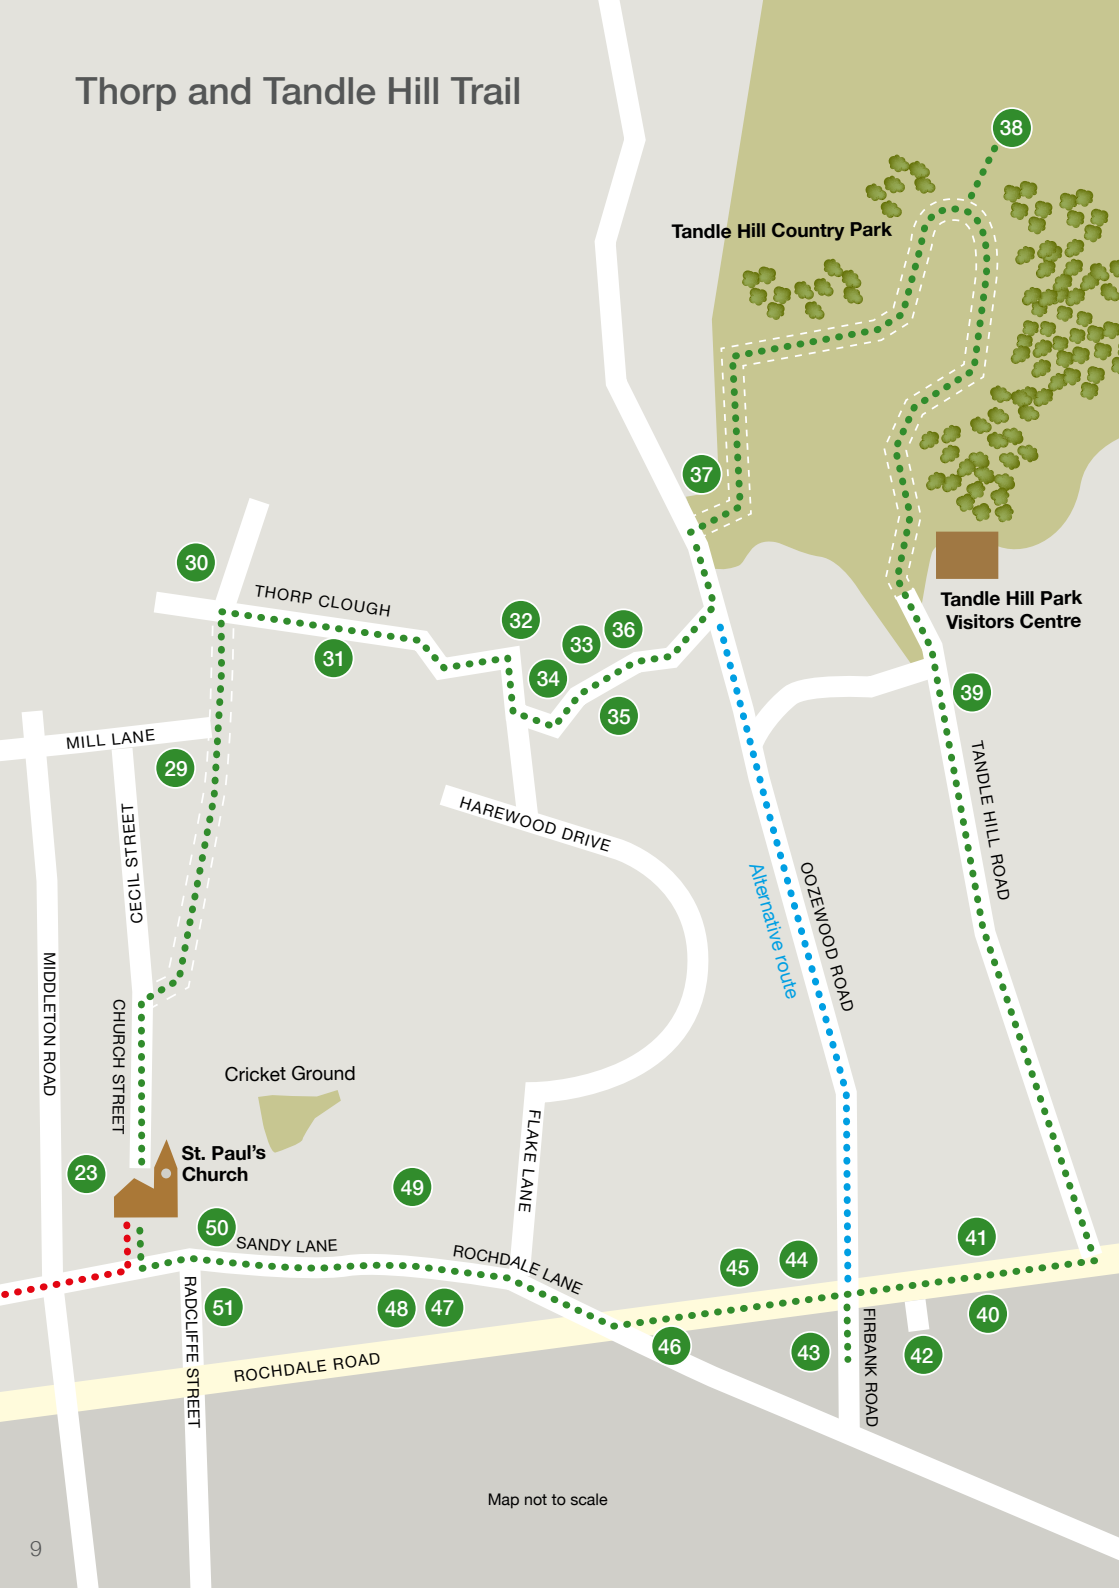 Thorp and Tandle Hill Trail
38
Tandle Hill Country Park
37
30
THORP CLOUGH
32
36
33
31
34
35
Tandle Hill Park
Visitors Centre
39
MILL LANE
29
TANDLE HILL ROAD
HAREWOOD DRIVE
CECIL STREET
OOZEWOOD ROAD
Alternative route
MIDDLETON ROAD
CHURCH STREET
Cricket Ground
FLAKE LANE
St. Paul's
Church
23
49
50
SANDY LANE
ROCHDALE LANE
41
44
45
51
48
47
40
RADCLIFFE STREET
FIRBANK ROAD
46
43
42
ROCHDALE ROAD
Map not to scale
9